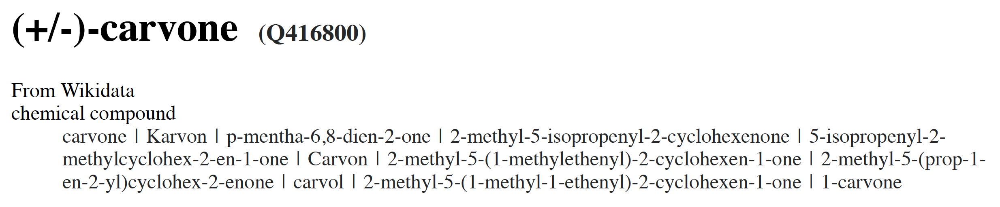 (+/-)-carvone (Q416800)
From Wikidata
chemical compound
carvone | Karvon | p-mentha-6,8-dien-2-one | 2-methyl-5-isopropenyl-2-cyclohexenone | 5-isopropenyl-2-
methylcyclohex-2-en-1-one | Carvon | 2-methyl-5-(1-methylethenyl)-2-cyclohexen-1-one | 2-methyl-5-(prop-1-
en-2-yl)cyclohex-2-enone | carvol | 2-methyl-5-(1-methyl-1-ethenyl)-2-cyclohexen-1-one | 1-carvone